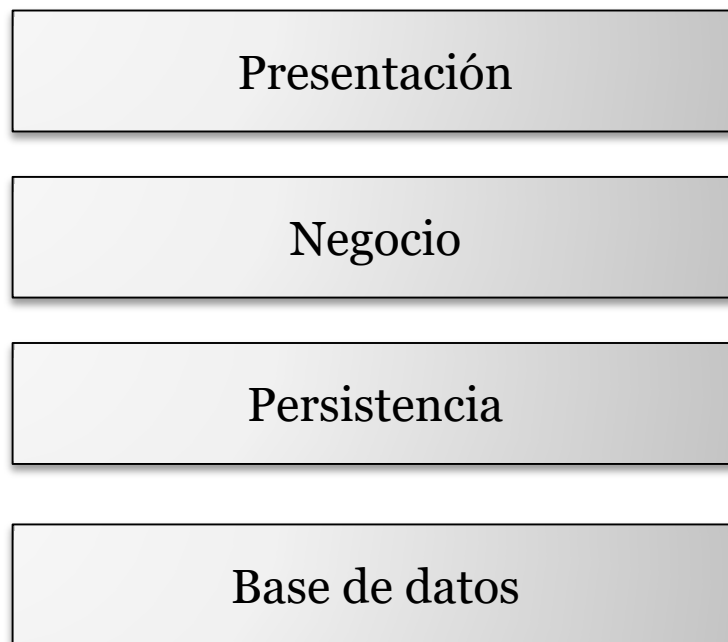 Presentación
Negocio
Persistencia
Base de datos